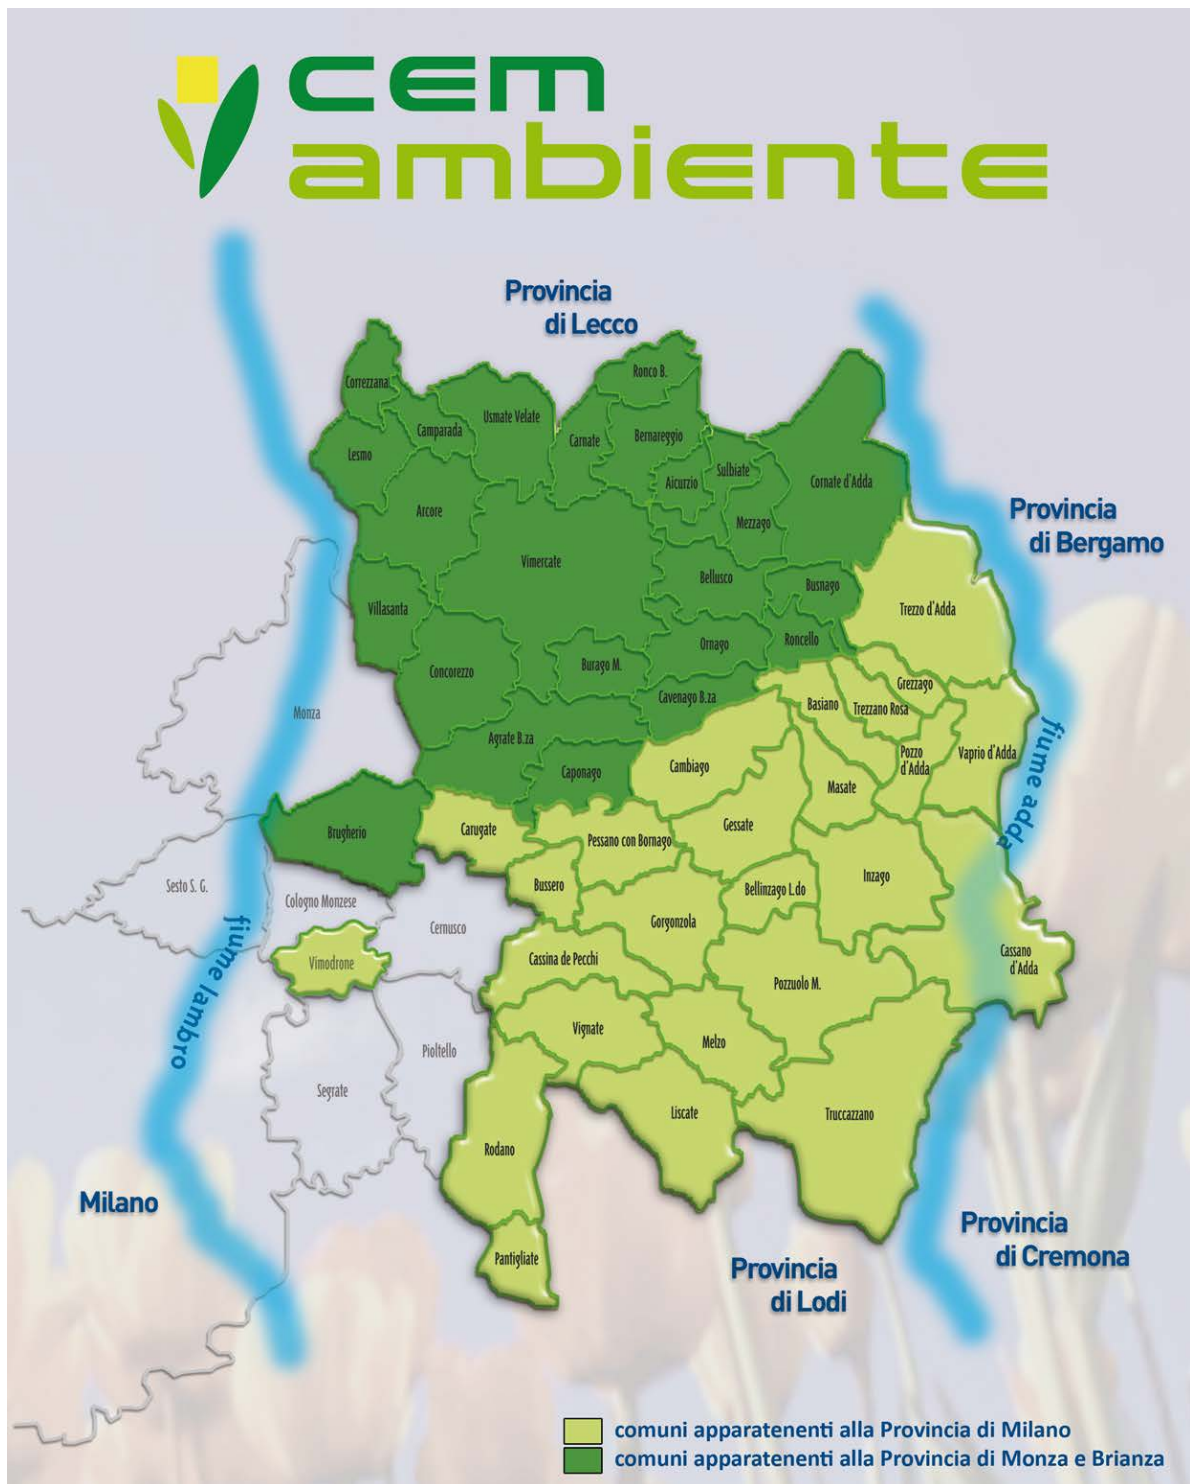 cem
ambiente
Provincia
di Lecco
Correzzana
Ronco B.
Usmate Velate
Camparada
Carnate
Bernareggio
Lesmo
Sulbiate
Aicurzio
Cornate d'Adda
Arcore
Mezzago
Provincia
di Bergamo
Vimercate
Bellusco
Busnago
Villasanta
Trezzo d'Adda
Ornago
Roncello
Burago M.
Concorezzo
Grezzago
Cavenago B.za
Basiano
Trezzano Rosa
Monza
Agrate B.za
Pozzo
d'Adda
Vaprio d'Adda
fiume adda
Cambiago
Caponago
Masate
Brugherio
Carugate
Gessate
Pessano con Bornago
Sesto S. G.
Bussero
Bellinzago L.do
Inzago
Cologno Monzese
Cernusco
Gorgonzola
fiume lambro
Vimodrone
Cassina de Pecchi
Cassano
d'Adda
Pozzuolo M.
Vignate
Melzo
Pioltello
Segrate
Liscate
Truccazzano
Rodano
Milano
Provincia
di Cremona
Pantigliate
Provincia
di Lodi
comuni apparatenenti alla Provincia di Milano
comuni apparatenenti alla Provincia di Monza e Brianza